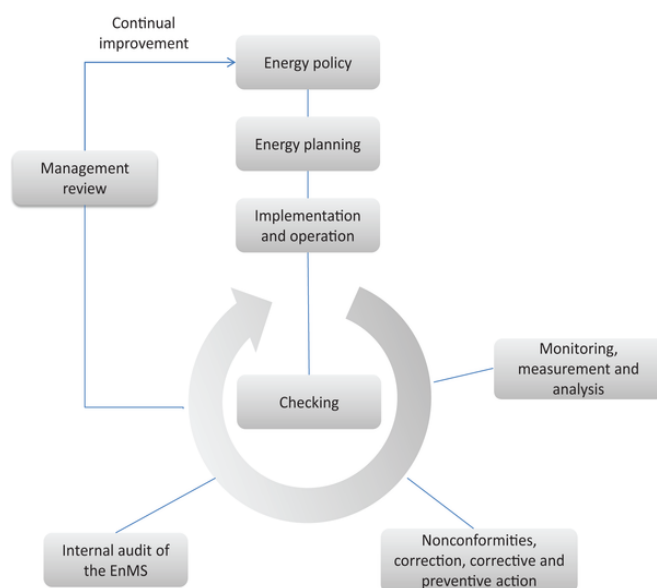 Continual
improvement
Energy policy
Energy planning
Management
review
Implementation
and operation
Monitoring,
measurement and
analysis
Checking
Internal audit of
the EnMS
Nonconformities,
correction, corrective and
preventive action